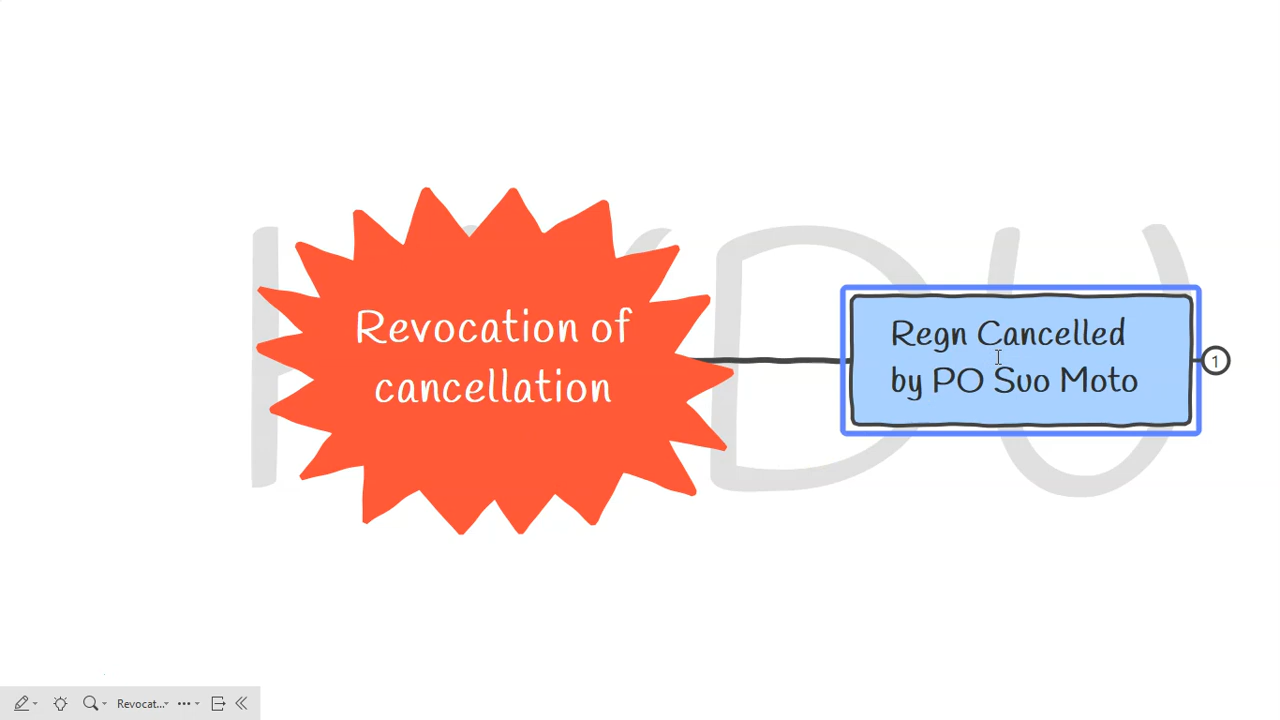 Revocation of
cancellation
Regn Cancelled
by PO Suo Moto
1
Revocat...